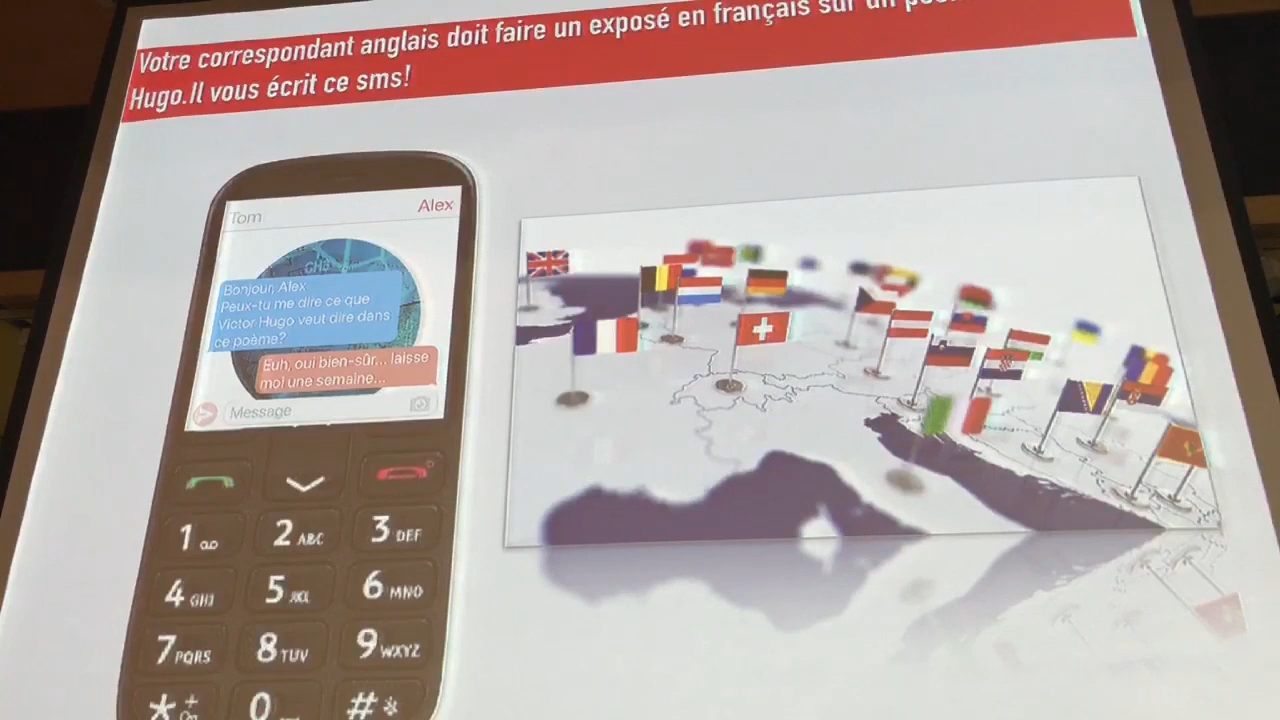 Votre correspondant anglais doit faire un exposé en français sur un
Hugo.Il vous écrit ce sms!
Tom
Alex
CH3
Bonjour, Alex
Peux-tu me dire ce que
Victor Hugo veut dire dans
ce poème?
Euh, oui bien-sûr... laisse
moi une semaine...
Message
1
2 ABC
3 DEF
4 GHI
5 JKL
6 MNO
7 PQRS
8 TUV
9 WXYZ
* +
0
#